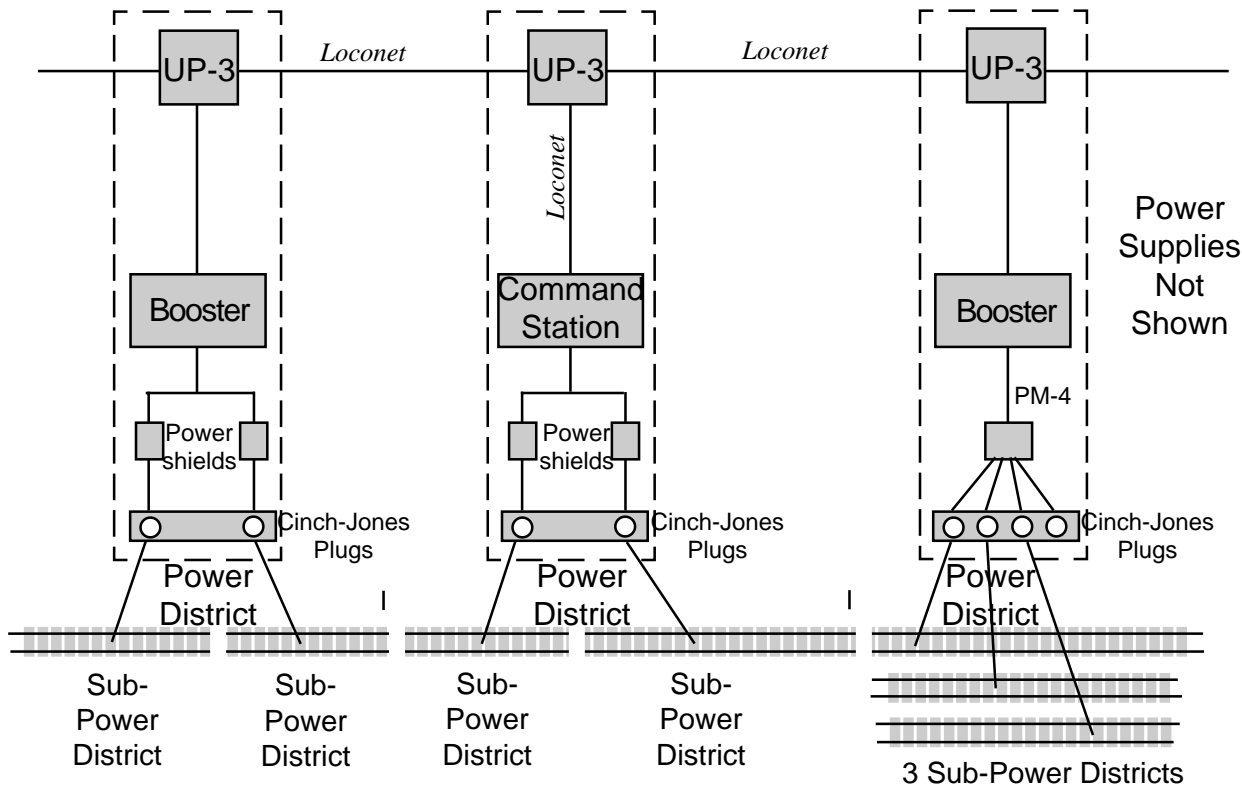 Loconet
Loconet
UP-3
UP-3
UP-3
Loconet
Power
Supplies
Not
Shown
Booster
Command
Station
Booster
PM-4
Power
shields
Power
shields
Cinch-Jones
Plugs
Cinch-Jones
Plugs
Cinch-Jones
Plugs
Power
District
Power
District
Power
District
Sub-
Power
District
Sub-
Power
District
Sub-
Power
District
Sub-
Power
District
3 Sub-Power Districts